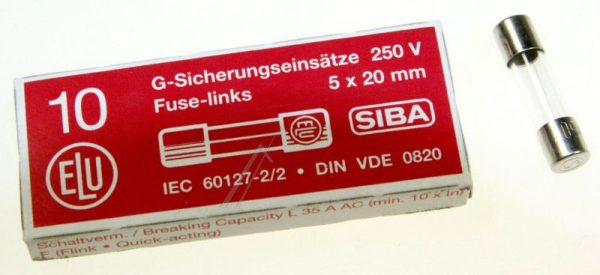 10
G-Sicherungseinsätze 250 V
Fuse-links 5 x 20 mm
ELU
SIBA
ELU
IEC 60127-2/2 • DIN VDE 0820
Schaltverm. / Breaking Capacity L 35 A AC (min. 10 x In)
F (Flink • Quick-acting)